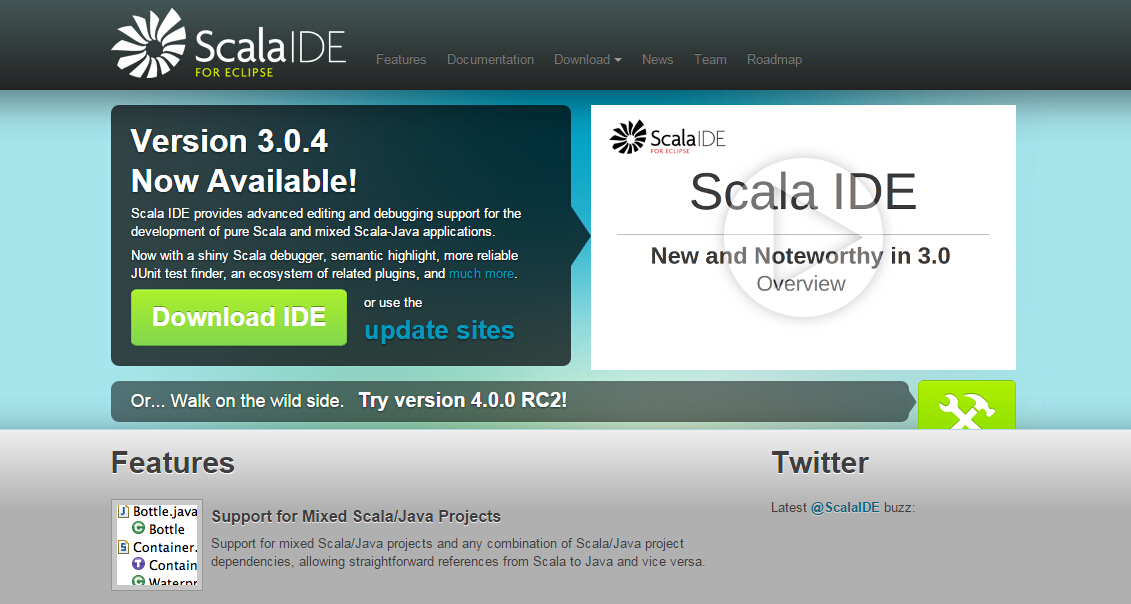 ScalaIDE
FOR ECLIPSE
Features Documentation Download News Team Roadmap
Version 3.0.4
Now Available!
Scala IDE provides advanced editing and debugging support for the
development of pure Scala and mixed Scala-Java applications.
Now with a shiny Scala debugger, semantic highlight, more reliable
JUnit test finder, an ecosystem of related plugins, and much more.
Download IDE
or use the
update sites
ScalaIDE
FOR ECLIPSE
Scala IDE
New and Noteworthy in 3.0
Overview
Or... Walk on the wild side. Try version 4.0.0 RC2!
Features
J Bottle.java
C Bottle
S Container.
T Contain
C Waterpr
Support for Mixed Scala/Java Projects
Support for mixed Scala/Java projects and any combination of Scala/Java project
dependencies, allowing straightforward references from Scala to Java and vice versa.
Twitter
Latest @ScalaIDE buzz: